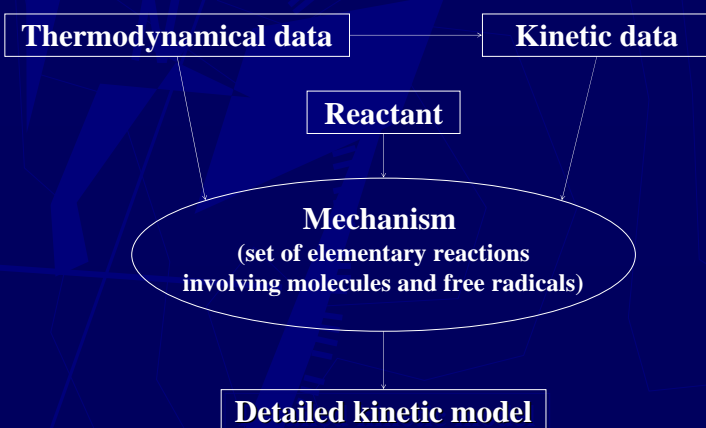 Thermodynamical data
Kinetic data
Reactant
Mechanism
(set of elementary reactions
involving molecules and free radicals)
Detailed kinetic model